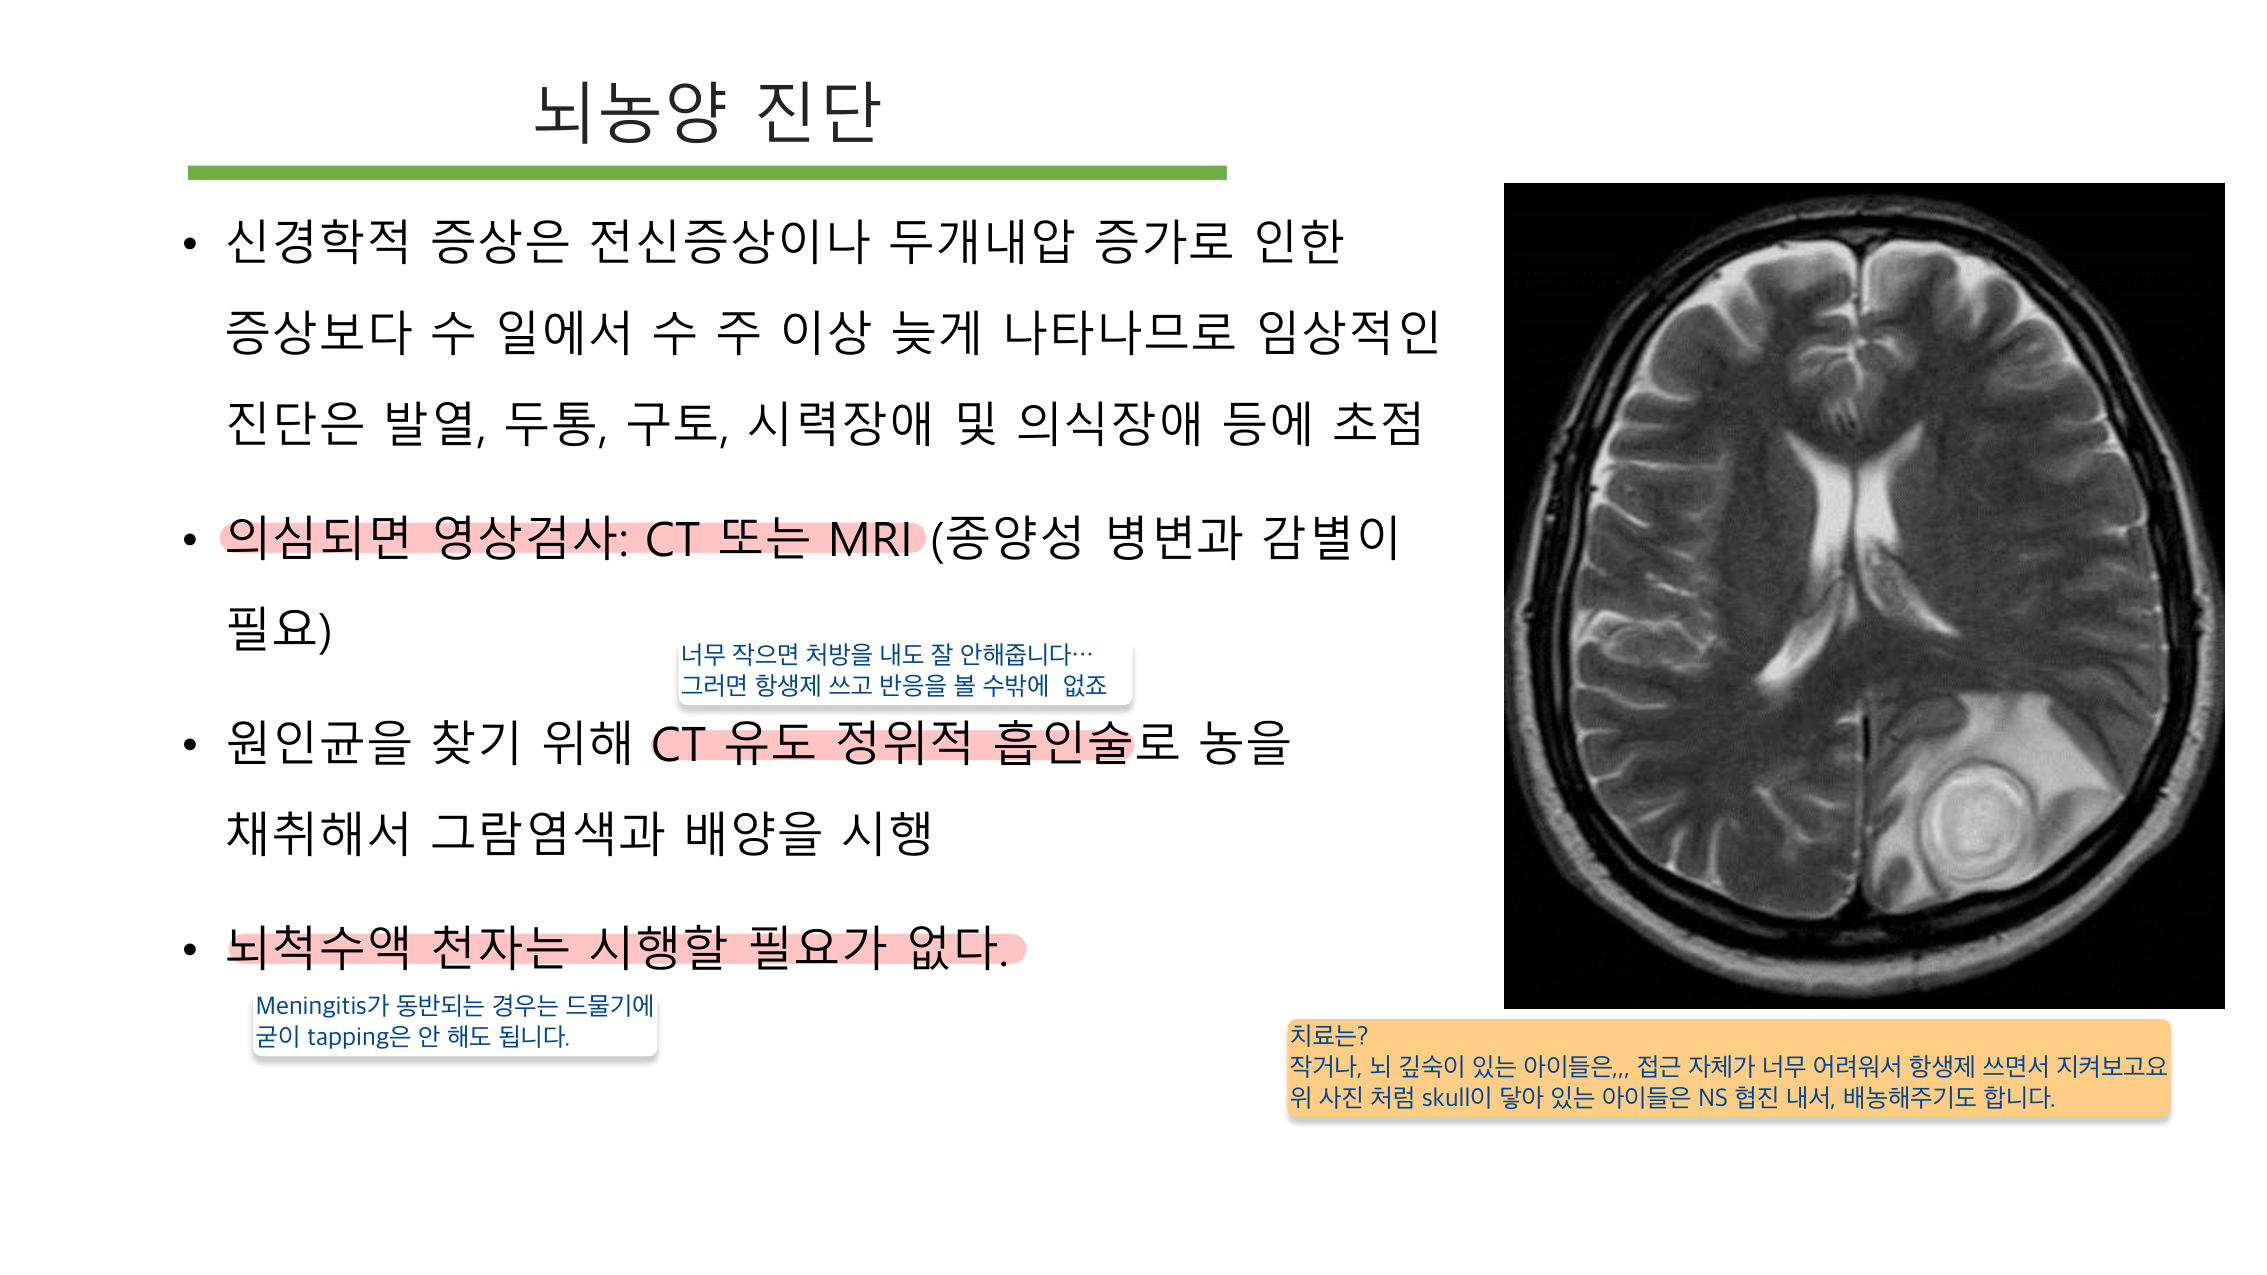 뇌농양 진단
• 신경학적 증상은 전신증상이나 두개내압 증가로 인한
증상보다 수 일에서 수 주 이상 늦게 나타나므로 임상적인
진단은 발열, 두통, 구토, 시력장애 및 의식장애 등에 초점
• 의심되면 영상검사: CT 또는 MRI (종양성 병변과 감별이
필요)
너무 작으면 처방을 내도 잘 안해줍니다…
그러면 항생제 쓰고 반응을 볼 수밖에 없죠
• 원인균을 찾기 위해 CT 유도 정위적 흡인술로 농을
채취해서 그람염색과 배양을 시행
• 뇌척수액 천자는 시행할 필요가 없다.
Meningitis가 동반되는 경우는 드물기에
굳이 tapping은 안 해도 됩니다.
치료는?
작거나, 뇌 깊숙이 있는 아이들은,,, 접근 자체가 너무 어려워서 항생제 쓰면서 지켜보고요
위 사진 처럼 skull이 닿아 있는 아이들은 NS 협진 내서, 배농해주기도 합니다.